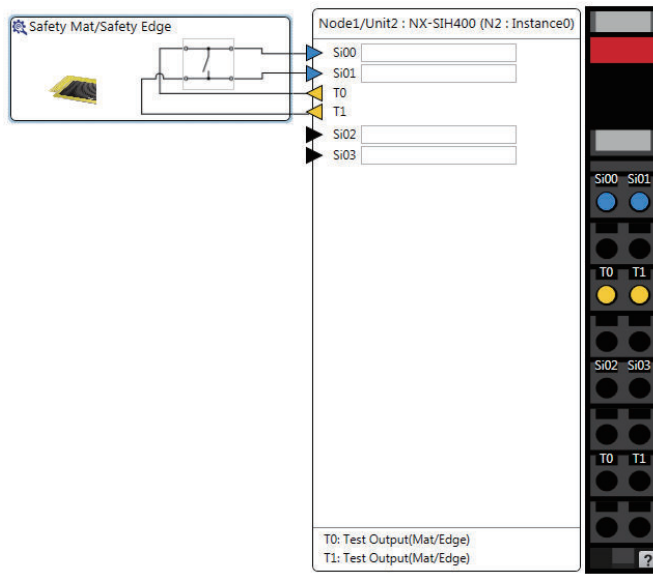 Safety Mat/Safety Edge
Node1/Unit2 : NX-SIH400 (N2 : Instance0)
Si00
Si01
T0
T1
Si02
Si03
T0: Test Output(Mat/Edge)
T1: Test Output(Mat/Edge)
Si00 Si01
T0 T1
Si02 Si03
T0 T1
?